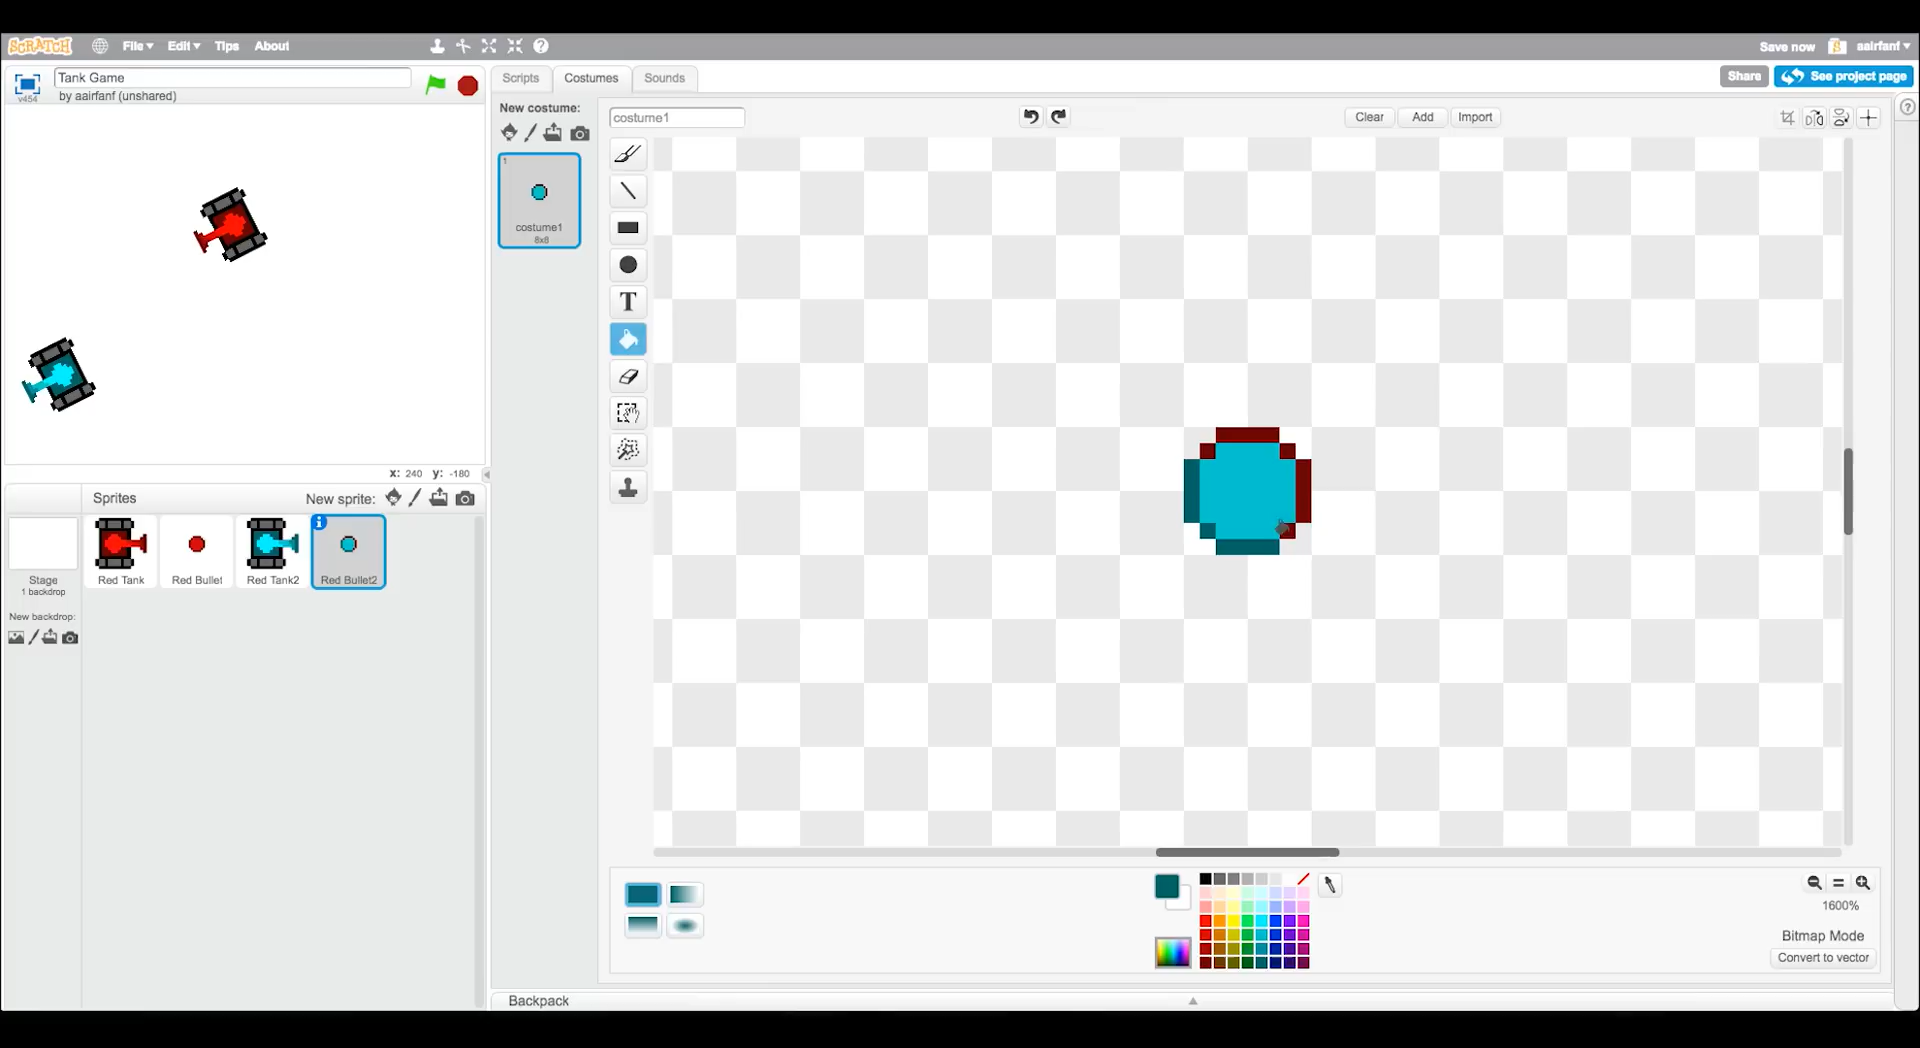 SCRATCH File Edit Tips About Save now aairfanf
v454 Tank Game
by aairfanf (unshared)
Scripts Costumes Sounds Share See project page
New costume:
costume1 Clear Add Import
1
costume1
8x8
T
x: 240 y: -180
Sprites New sprite:
Stage
1 backdrop
Red Tank Red Bullet Red Tank2 Red Bullet2
New backdrop:
1600%
Bitmap Mode
Convert to vector
Backpack